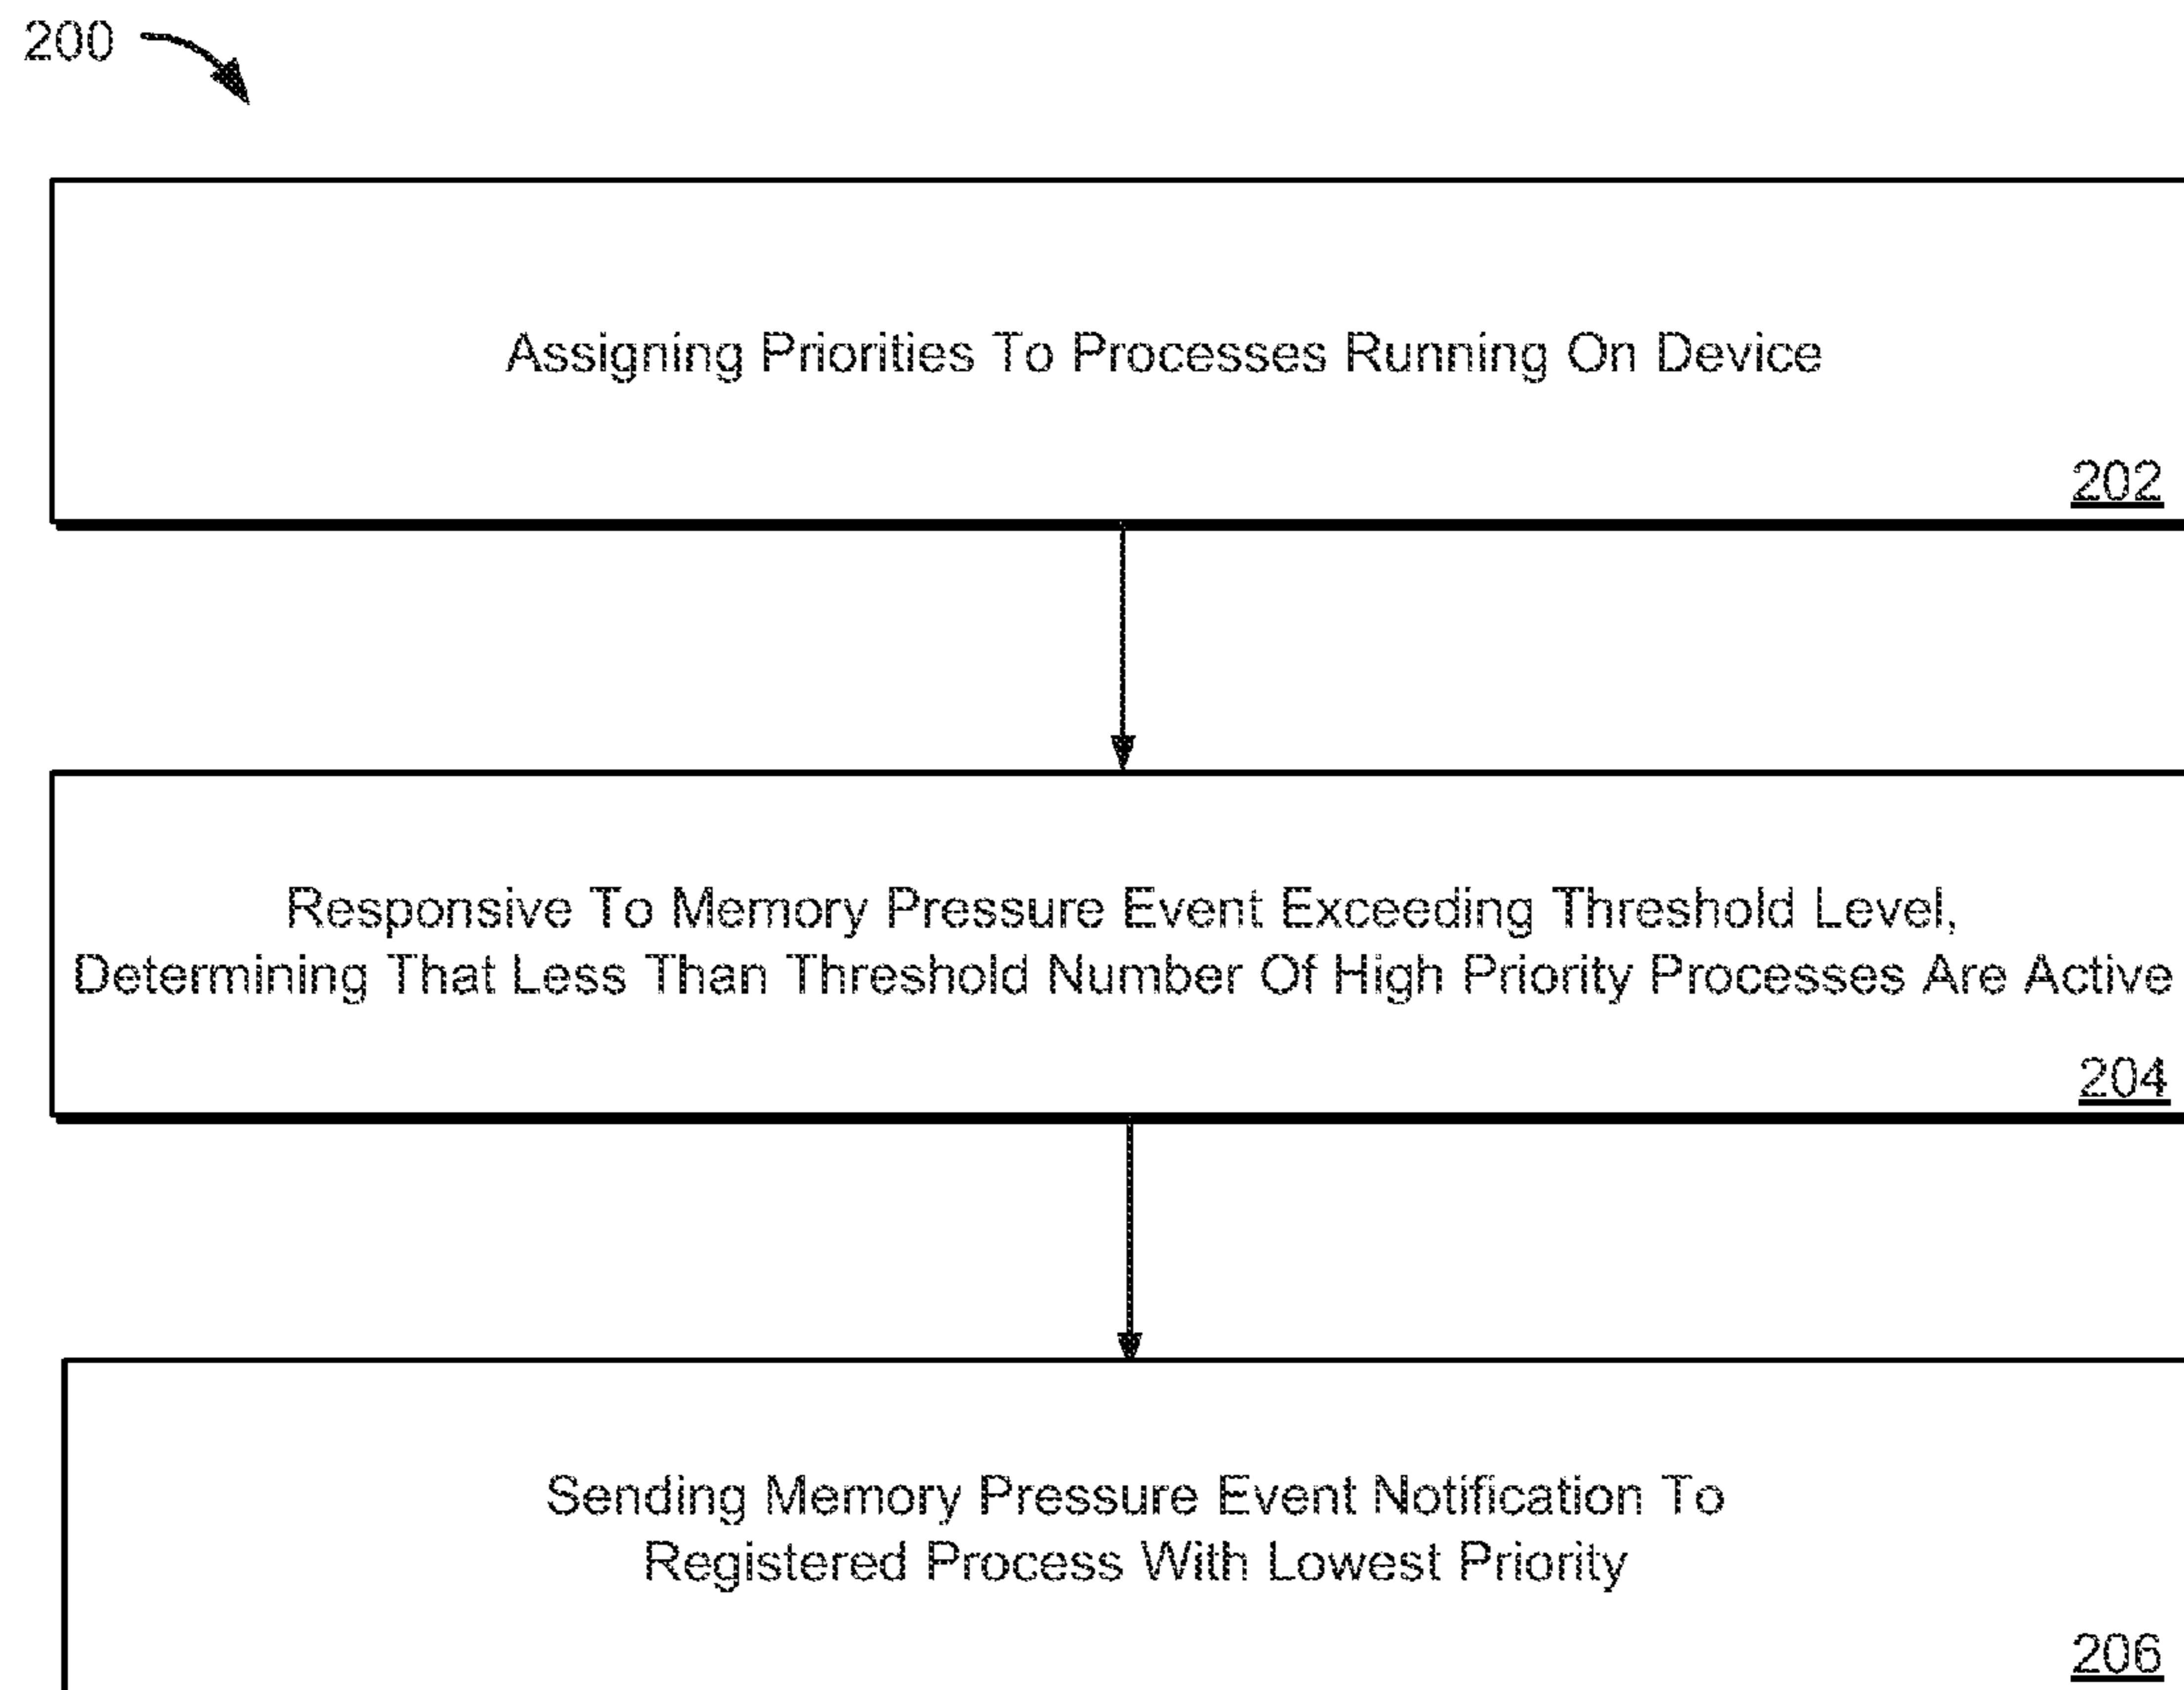 200
Assigning Priorities To Processes Running On Device
202
Responsive To Memory Pressure Event Exceeding Threshold Level,
Determining That Less Than Threshold Number Of High Priority Processes Are Active
204
Sending Memory Pressure Event Notification To
Registered Process With Lowest Priority
206